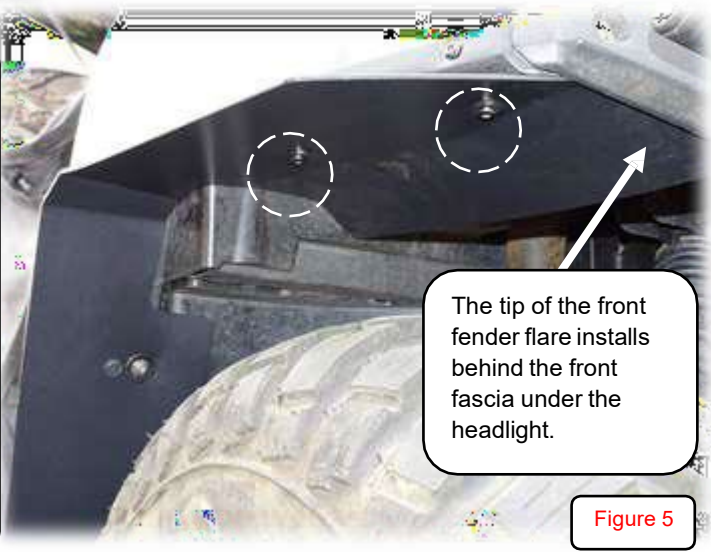 The tip of the front
fender flare installs
behind the front
fascia under the
headlight.
Figure 5